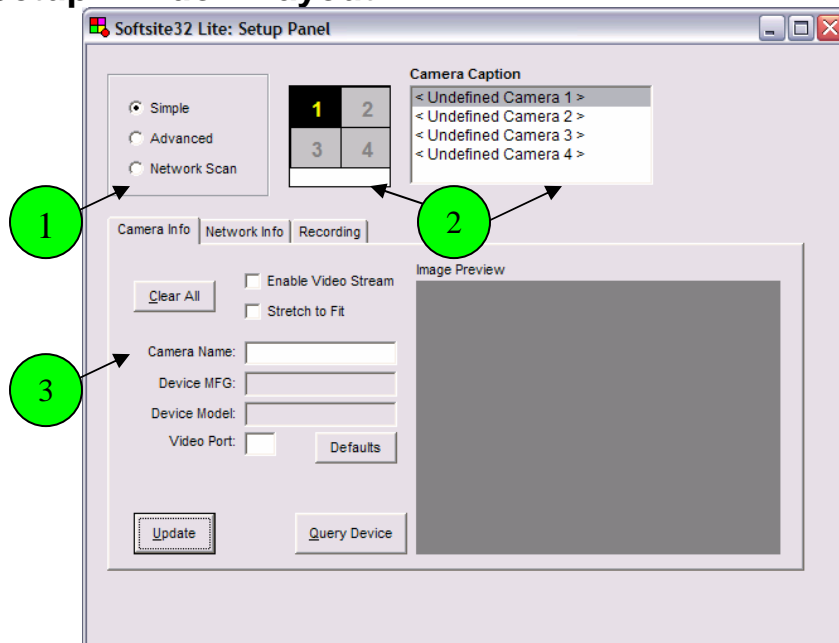 Softsite32 Lite: Setup Panel
Simple
Advanced
Network Scan
1 2
3 4
Camera Caption
< Undefined Camera 1 >
< Undefined Camera 2 >
< Undefined Camera 3 >
< Undefined Camera 4 >
1
2
Camera Info Network Info Recording
Clear All
Enable Video Stream
Stretch to Fit
Image Preview
3
Camera Name:
Device MFG:
Device Model:
Video Port:
Defaults
Update
Query Device